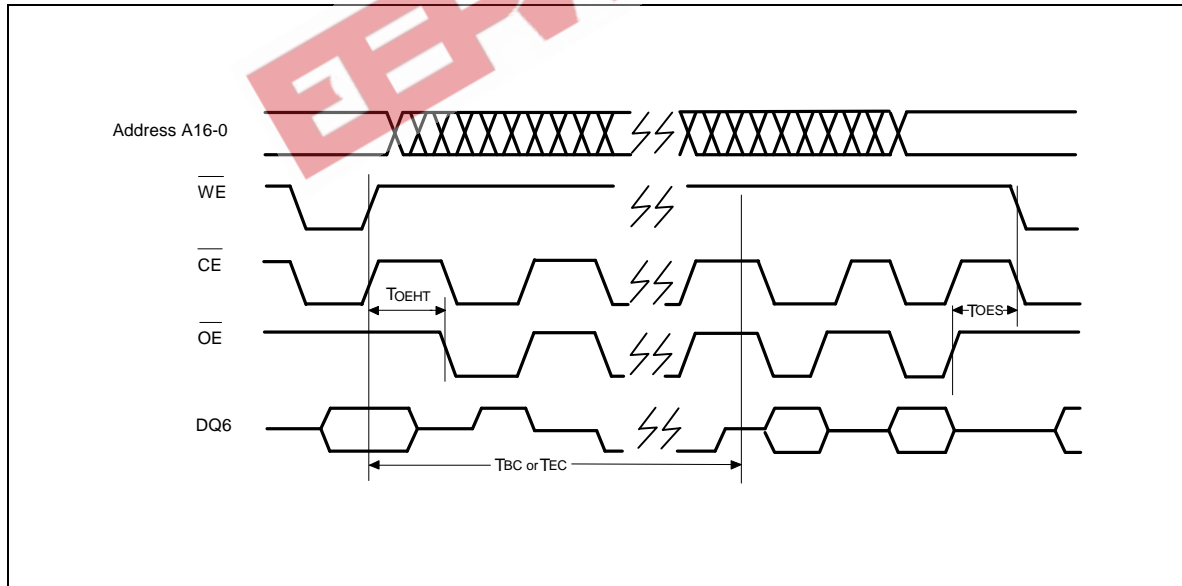 Address A16-0
WE
CE
TOEHT
TOES
OE
DQ6
TBC or TEC